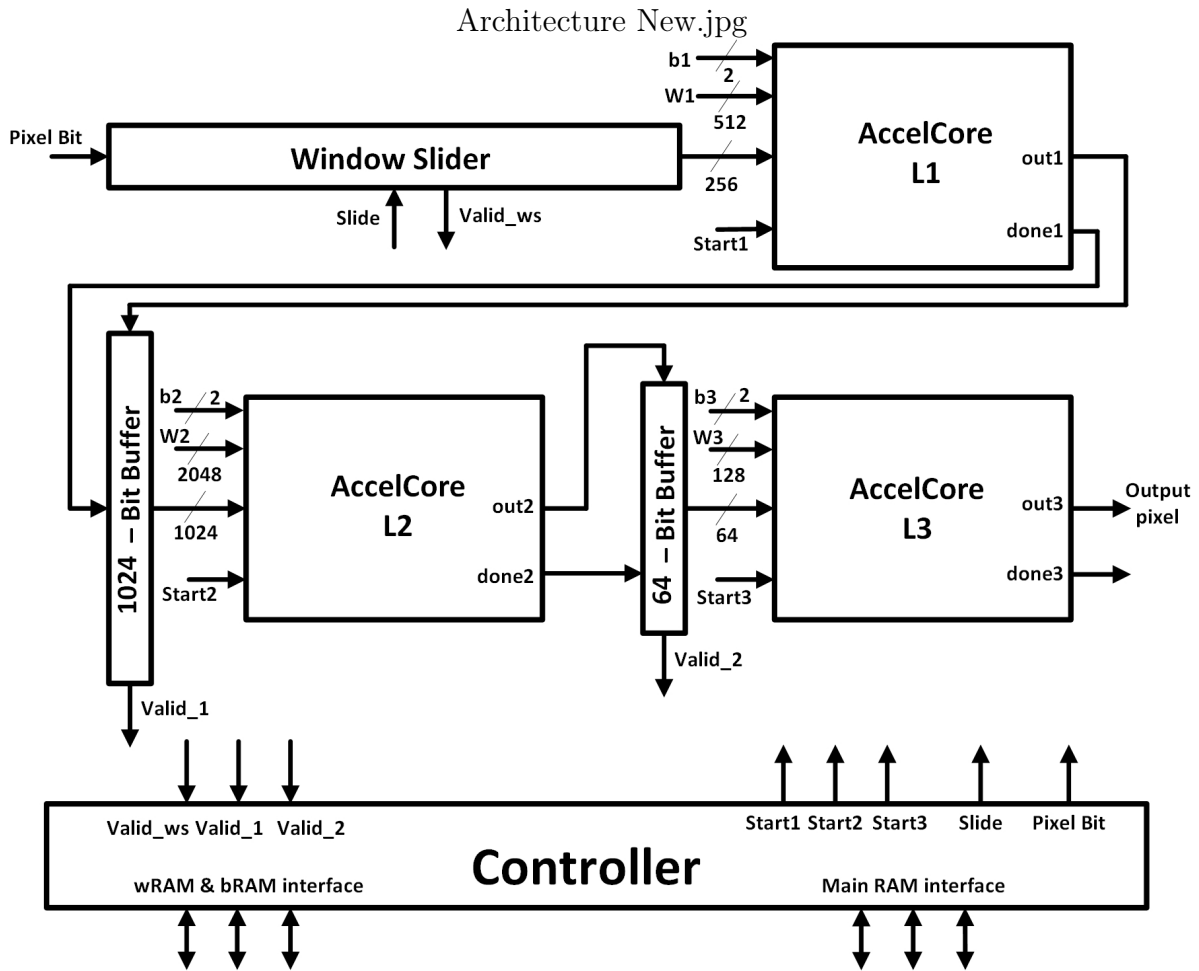 Architecture New.jpg
b1
2
W1
512
Pixel Bit
Window Slider
256
Slide
Valid_ws
Start1
AccelCore
L1
out1
done1
1024 – Bit Buffer
b2
2
W2
2048
1024
Start2
AccelCore
L2
out2
done2
64 – Bit Buffer
b3
2
W3
128
64
Start3
AccelCore
L3
out3
done3
Output
pixel
Valid_1
Valid_2
Valid_ws Valid_1 Valid_2
Start1 Start2 Start3 Slide Pixel Bit
Controller
wRAM & bRAM interface
Main RAM interface